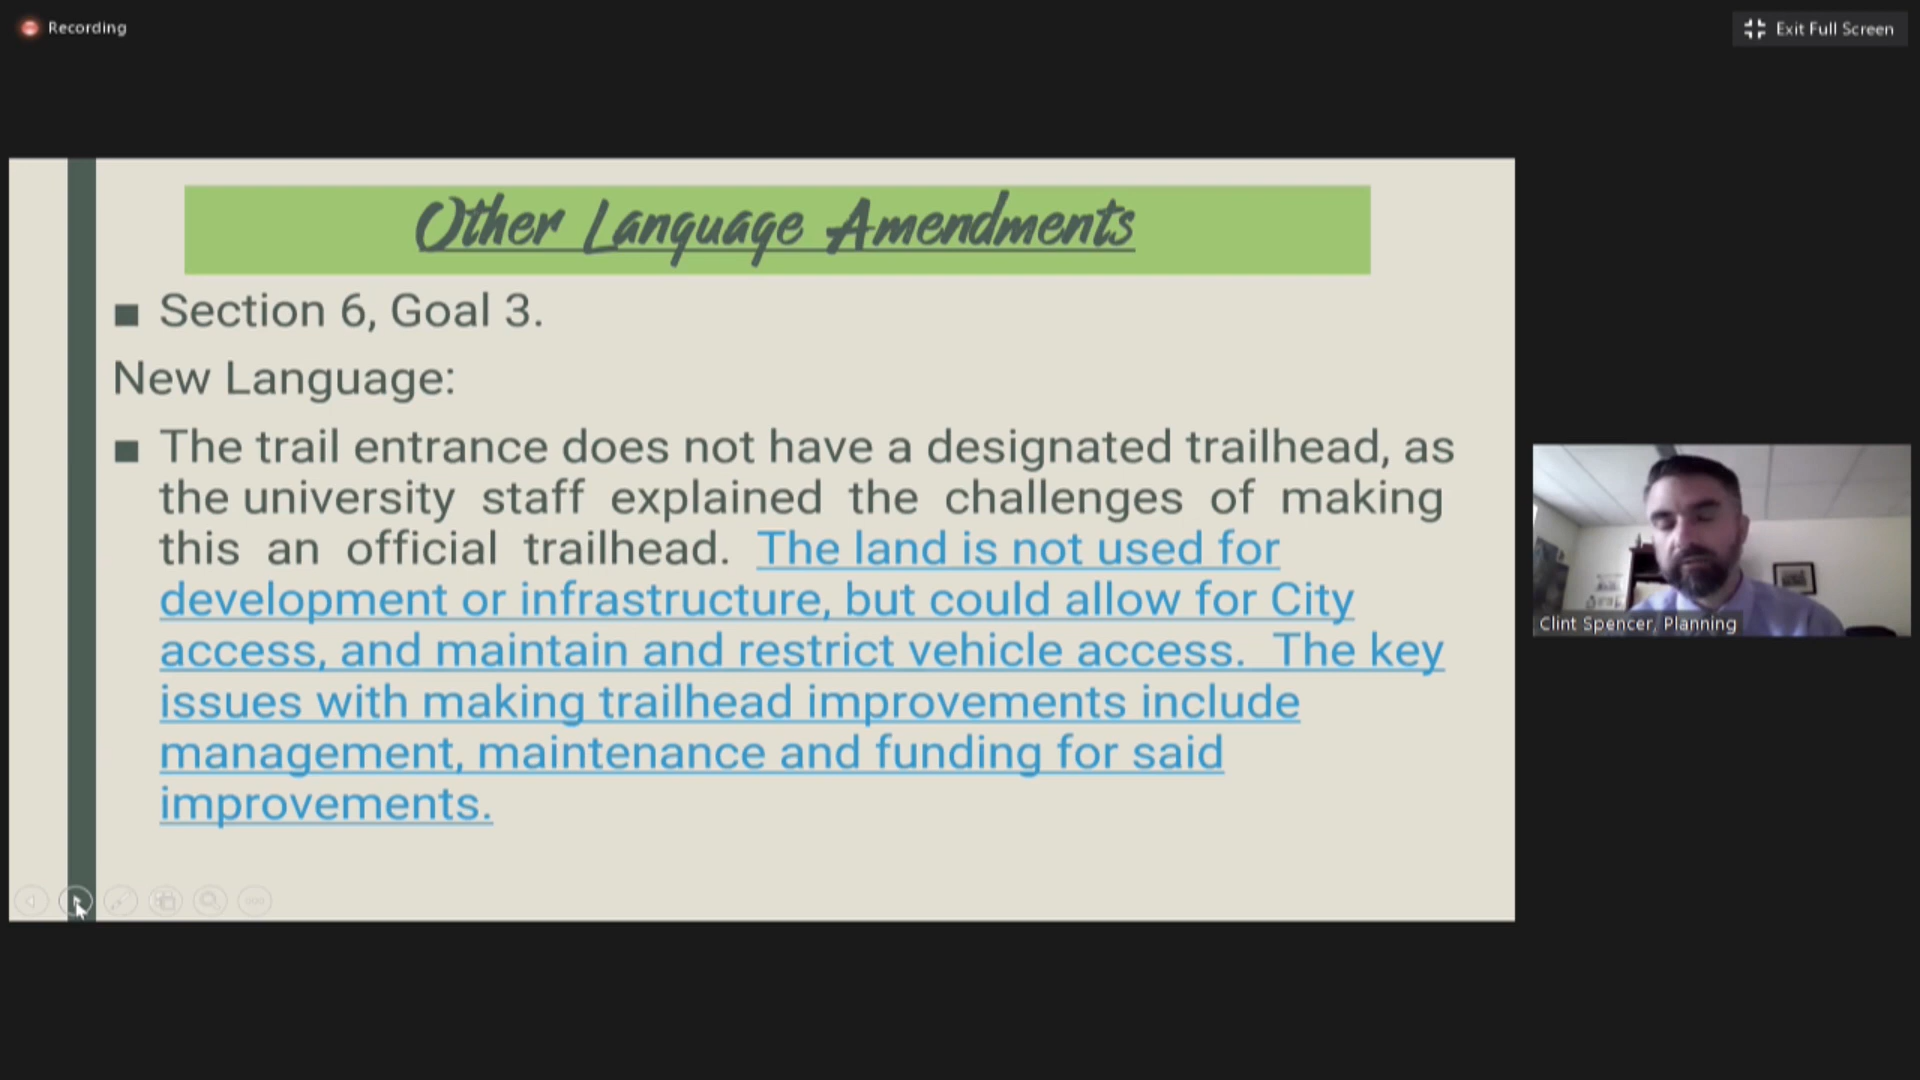 Recording
Exit Full Screen
Other Language Amendments
■ Section 6, Goal 3.
New Language:
■ The trail entrance does not have a designated trailhead, as
the university staff explained the challenges of making
this an official trailhead. The land is not used for
development or infrastructure, but could allow for City
access, and maintain and restrict vehicle access. The key
issues with making trailhead improvements include
management, maintenance and funding for said
improvements.
Clint Spencer, Planning